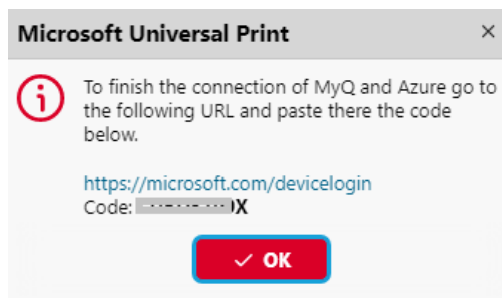 Microsoft Universal Print
To finish the connection of MyQ and Azure go to
the following URL and paste there the code
below.
https://microsoft.com/devicelogin
Code: X
OK